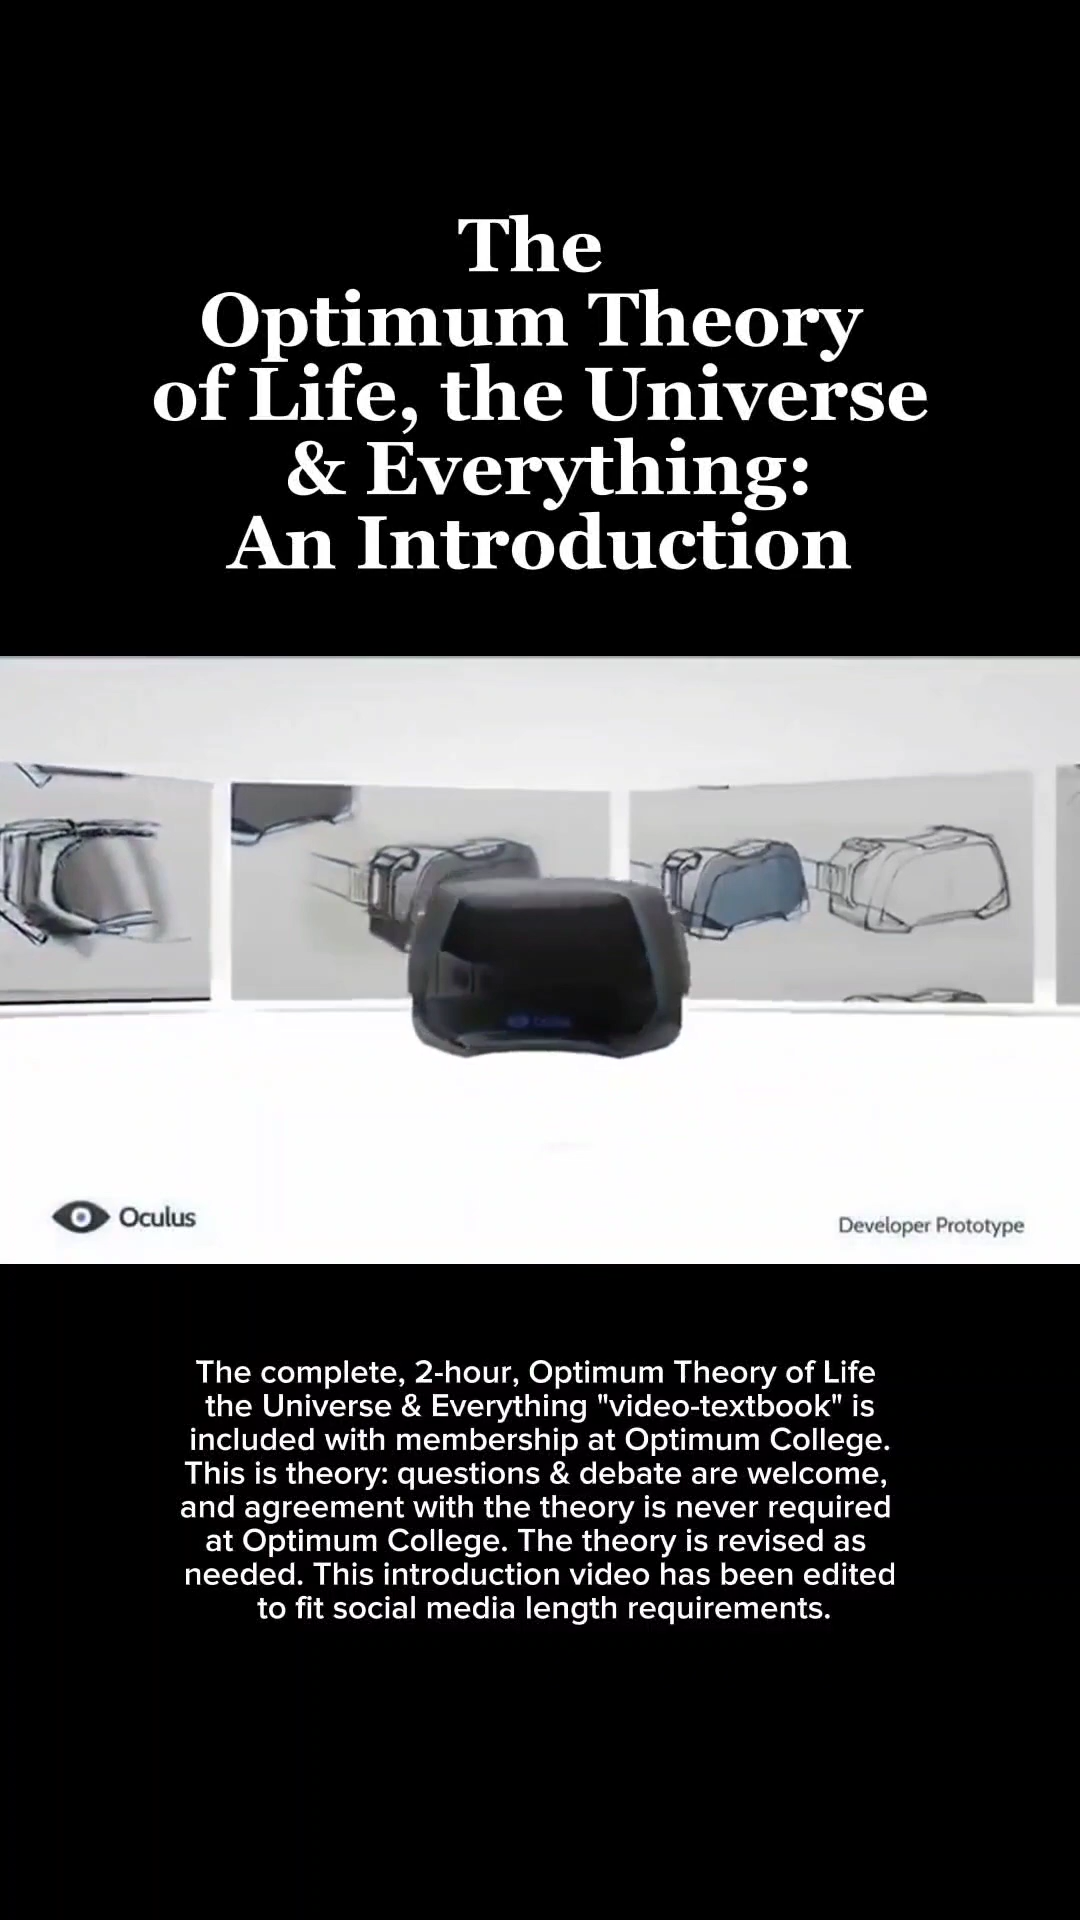 The
Optimum Theory
of Life, the Universe
& Everything:
An Introduction
Oculus
Developer Prototype
The complete, 2-hour, Optimum Theory of Life
the Universe & Everything "video-textbook" is
included with membership at Optimum College.
This is theory: questions & debate are welcome,
and agreement with the theory is never required
at Optimum College. The theory is revised as
needed. This introduction video has been edited
to fit social media length requirements.